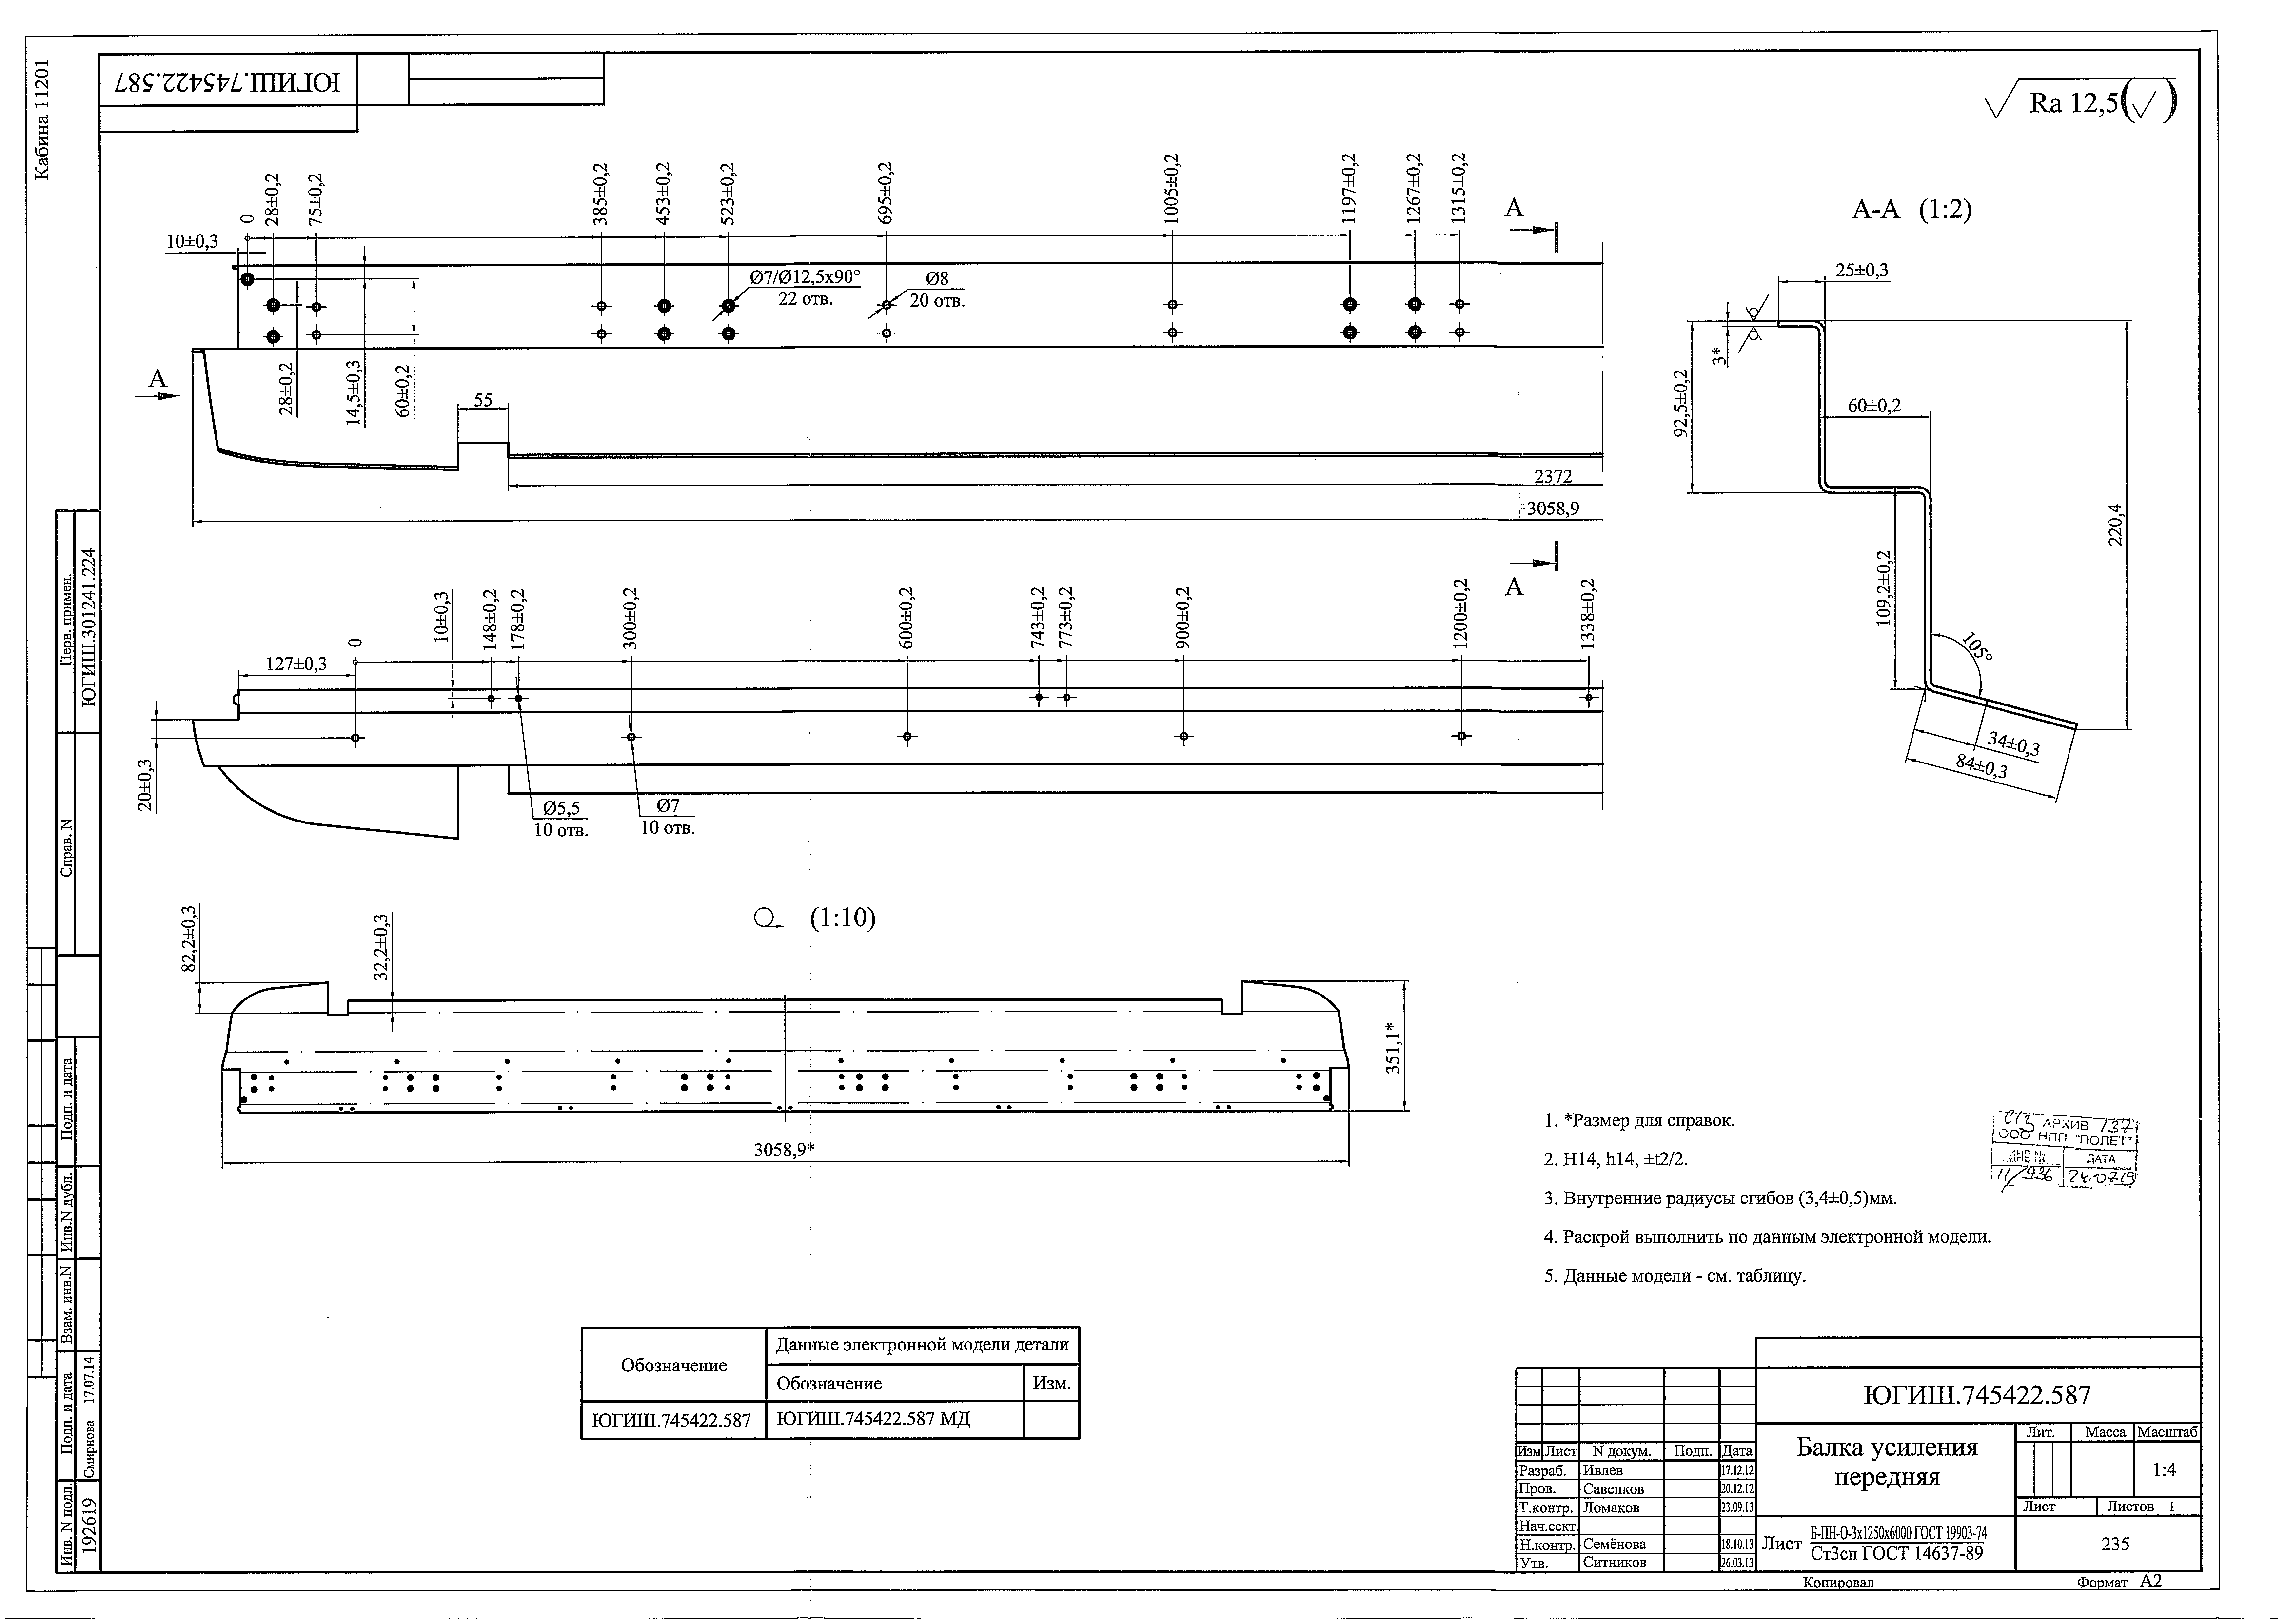 Кабина 11201
ЮГИШ.745422.587
Ra 12,5
0
28±0,2
75±0,2
385±0,2
453±0,2
523±0,2
695±0,2
1005±0,2
1197±0,2
1267±0,2
1315±0,2
10±0,3
А
А
Ø7/Ø12,5х90°
22 отв.
Ø8
20 отв.
28±0,2
14,5±0,3
60±0,2
55
2372
3058,9
А
А-А (1:2)
25±0,3
3*
92,5±0,2
60±0,2
109,2±0,2
220,4
105°
34±0,3
84±0,3
127±0,3
0
10±0,3
148±0,2
178±0,2
300±0,2
600±0,2
743±0,2
773±0,2
900±0,2
1200±0,2
1338±0,2
20±0,3
Ø5,5
10 отв.
Ø7
10 отв.
(1:10)
82,2±0,3
32,2±0,3
351,1*
3058,9*
1. *Размер для справок.
2. H14, h14, ±t2/2.
3. Внутренние радиусы сгибов (3,4±0,5)мм.
4. Раскрой выполнить по данным электронной модели.
5. Данные модели - см. таблицу.
АРХИВ 137
ООО НПП "ПОЛЕТ"
ИНВ № ДАТА
11/936 24.07.19
Обозначение
Данные электронной модели детали
Обозначение Изм.
ЮГИШ.745422.587 ЮГИШ.745422.587 МД
Перв. примен.
ЮГИШ.301241.224
Справ. N
Подп. и дата
Инв.N дубл.
Взам. инв.N
Подп. и дата
Смирнова 17.07.14
Инв. N подл.
192619
ЮГИШ.745422.587
Изм Лист N докум. Подп. Дата
Разраб. Ивлев 17.12.12
Пров. Савенков 20.12.12
Т.контр. Ломаков 23.09.13
Нач.сект.
Н.контр. Семёнова 18.10.13
Утв. Ситников 26.03.13
Балка усиления
передняя
Лит. Масса Масштаб
1:4
Лист Листов 1
Лист Б-ПН-О-3х1250х6000 ГОСТ 19903-74
Ст3сп ГОСТ 14637-89
235
Копировал Формат А2